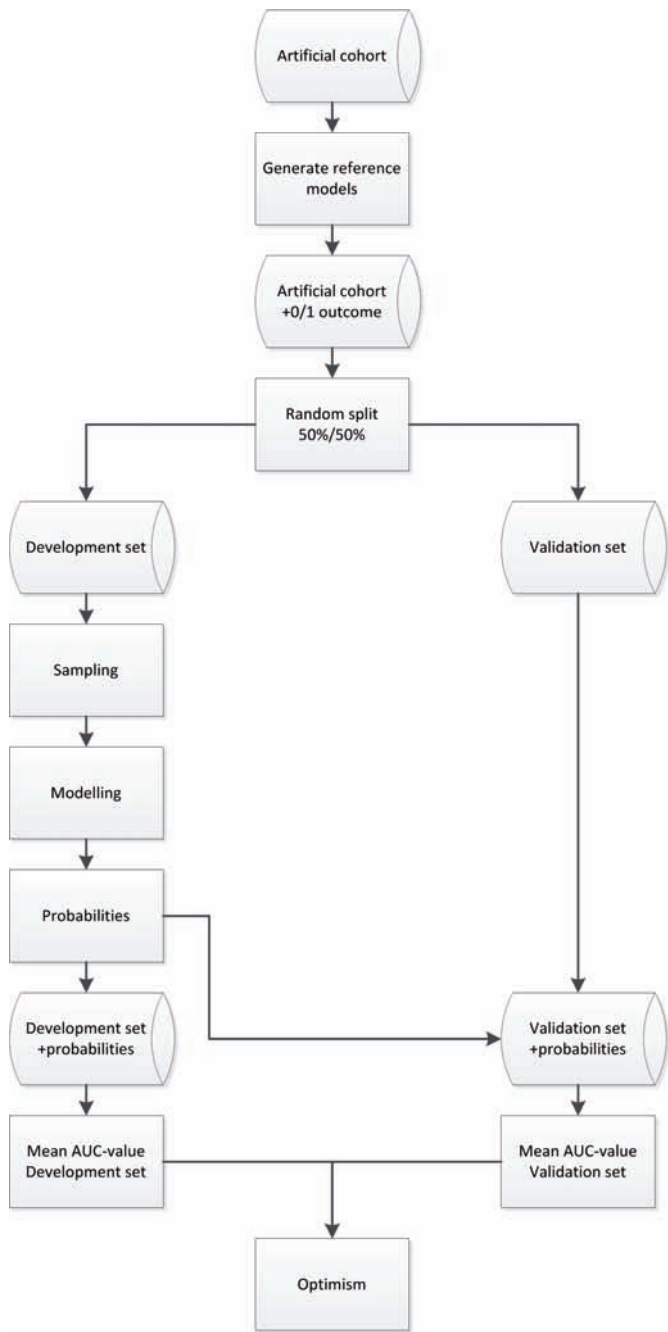 Artificial cohort
Generate reference
models
Artificial cohort
+0/1 outcome
Random split
50%/50%
Development set
Validation set
Sampling
Modelling
Probabilities
Development set
+probabilities
Validation set
+probabilities
Mean AUC-value
Development set
Mean AUC-value
Validation set
Optimism